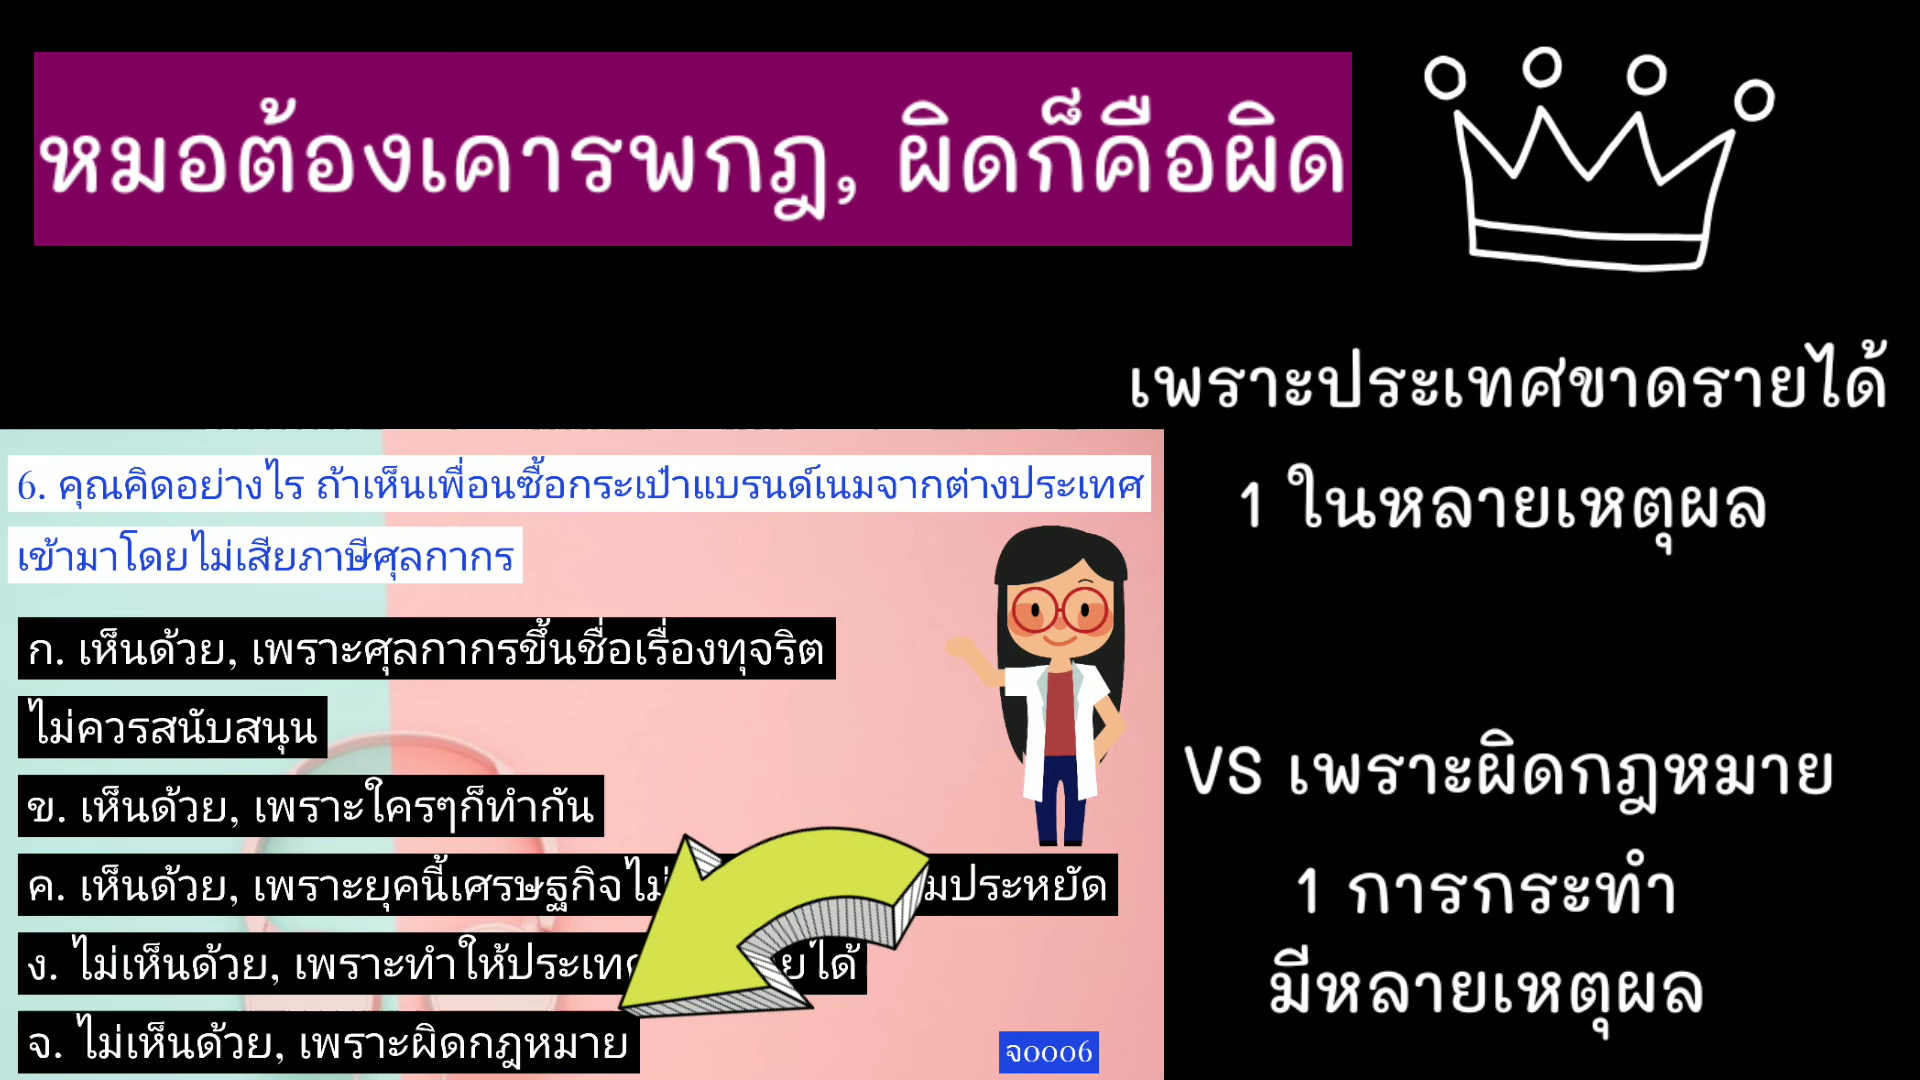 หมอต้องเคารพกฎ, ผิดก็คือผิด
เพราะประเทศขาดรายได้
1 ในหลายเหตุผล
VS เพราะผิดกฎหมาย
1 การกระทำ
มีหลายเหตุผล
6. คุณคิดอย่างไร ถ้าเห็นเพื่อนซื้อกระเป๋าแบรนด์เนมจากต่างประเทศ
เข้ามาโดยไม่เสียภาษีศุลกากร
ก. เห็นด้วย, เพราะศุลกากรขึ้นชื่อเรื่องทุจริต
ไม่ควรสนับสนุน
ข. เห็นด้วย, เพราะใครๆก็ทำกัน
ค. เห็นด้วย, เพราะยุคนี้เศรษฐกิจไม่ ประหยัด
ง. ไม่เห็นด้วย, เพราะทำให้ประเทศ ได้
จ. ไม่เห็นด้วย, เพราะผิดกฎหมาย
จ0006